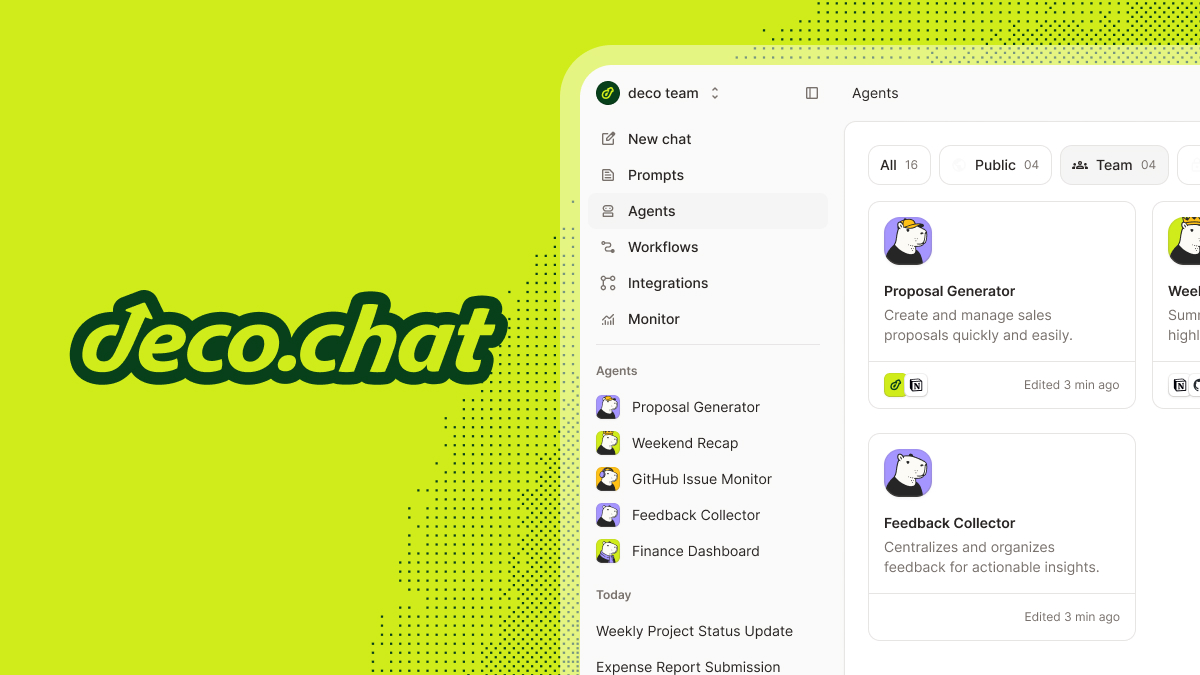 deco.chat
deco team
New chat
Prompts
Agents
Workflows
Integrations
Monitor
Agents
Proposal Generator
Weekend Recap
GitHub Issue Monitor
Feedback Collector
Finance Dashboard
Today
Weekly Project Status Update
Expense Report Submission
Agents
All 16
Public 04
Team 04
Proposal Generator
Create and manage sales
proposals quickly and easily.
Edited 3 min ago
Feedback Collector
Centralizes and organizes
feedback for actionable insights.
Edited 3 min ago